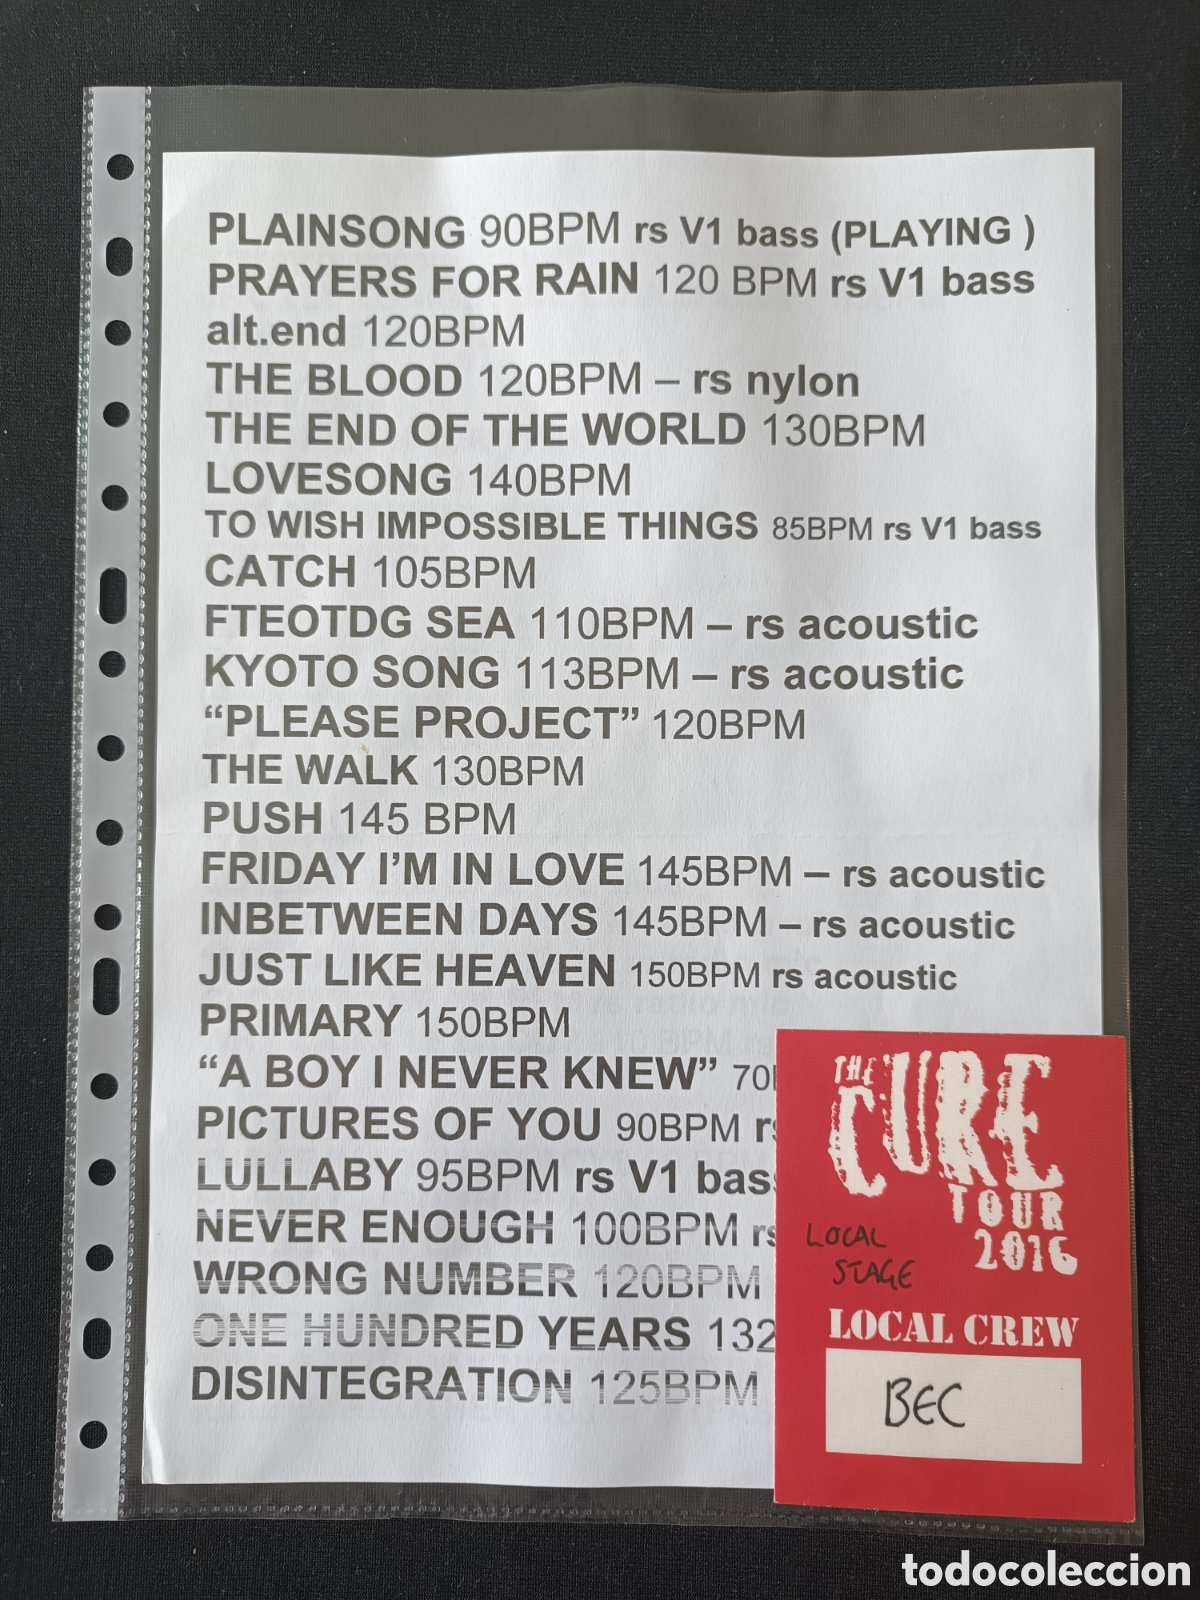 PLAINSONG 90BPM rs V1 bass (PLAYING )
PRAYERS FOR RAIN 120 BPM rs V1 bass
alt.end 120BPM
THE BLOOD 120BPM – rs nylon
THE END OF THE WORLD 130BPM
LOVESONG 140BPM
TO WISH IMPOSSIBLE THINGS 85BPM rs V1 bass
CATCH 105BPM
FTEOTDG SEA 110BPM – rs acoustic
KYOTO SONG 113BPM – rs acoustic
“PLEASE PROJECT” 120BPM
THE WALK 130BPM
PUSH 145 BPM
FRIDAY I’M IN LOVE 145BPM – rs acoustic
INBETWEEN DAYS 145BPM – rs acoustic
JUST LIKE HEAVEN 150BPM rs acoustic
PRIMARY 150BPM
“A BOY I NEVER KNEW” 70
PICTURES OF YOU 90BPM r
LULLABY 95BPM rs V1 bas
NEVER ENOUGH 100BPM rs
WRONG NUMBER 120BPM
ONE HUNDRED YEARS 132
DISINTEGRATION 125BPM
THE CURE
TOUR
2016
LOCAL
STAGE
LOCAL CREW
BEC
todocoleccion